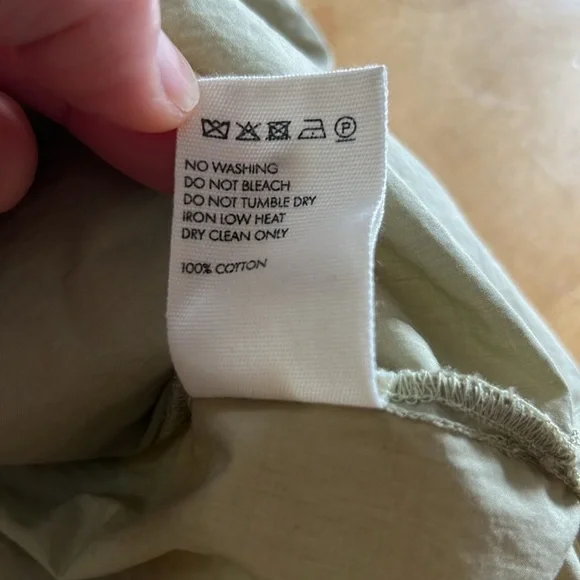 P
NO WASHING
DO NOT BLEACH
DO NOT TUMBLE DRY
IRON LOW HEAT
DRY CLEAN ONLY
100% COTTON